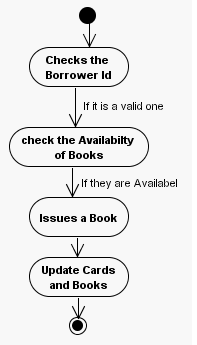 Checks the
Borrower Id
If it is a valid one
check the Availabilty
of Books
If they are Availabel
Issues a Book
Update Cards
and Books